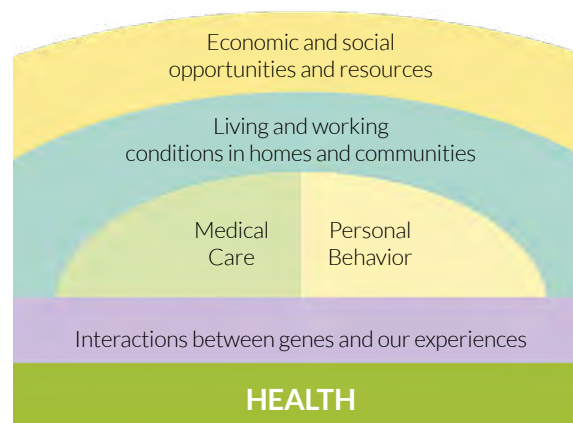 Economic and social
opportunities and resources
Living and working
conditions in homes and communities
Medical
Care
Personal
Behavior
Interactions between genes and our experiences
HEALTH